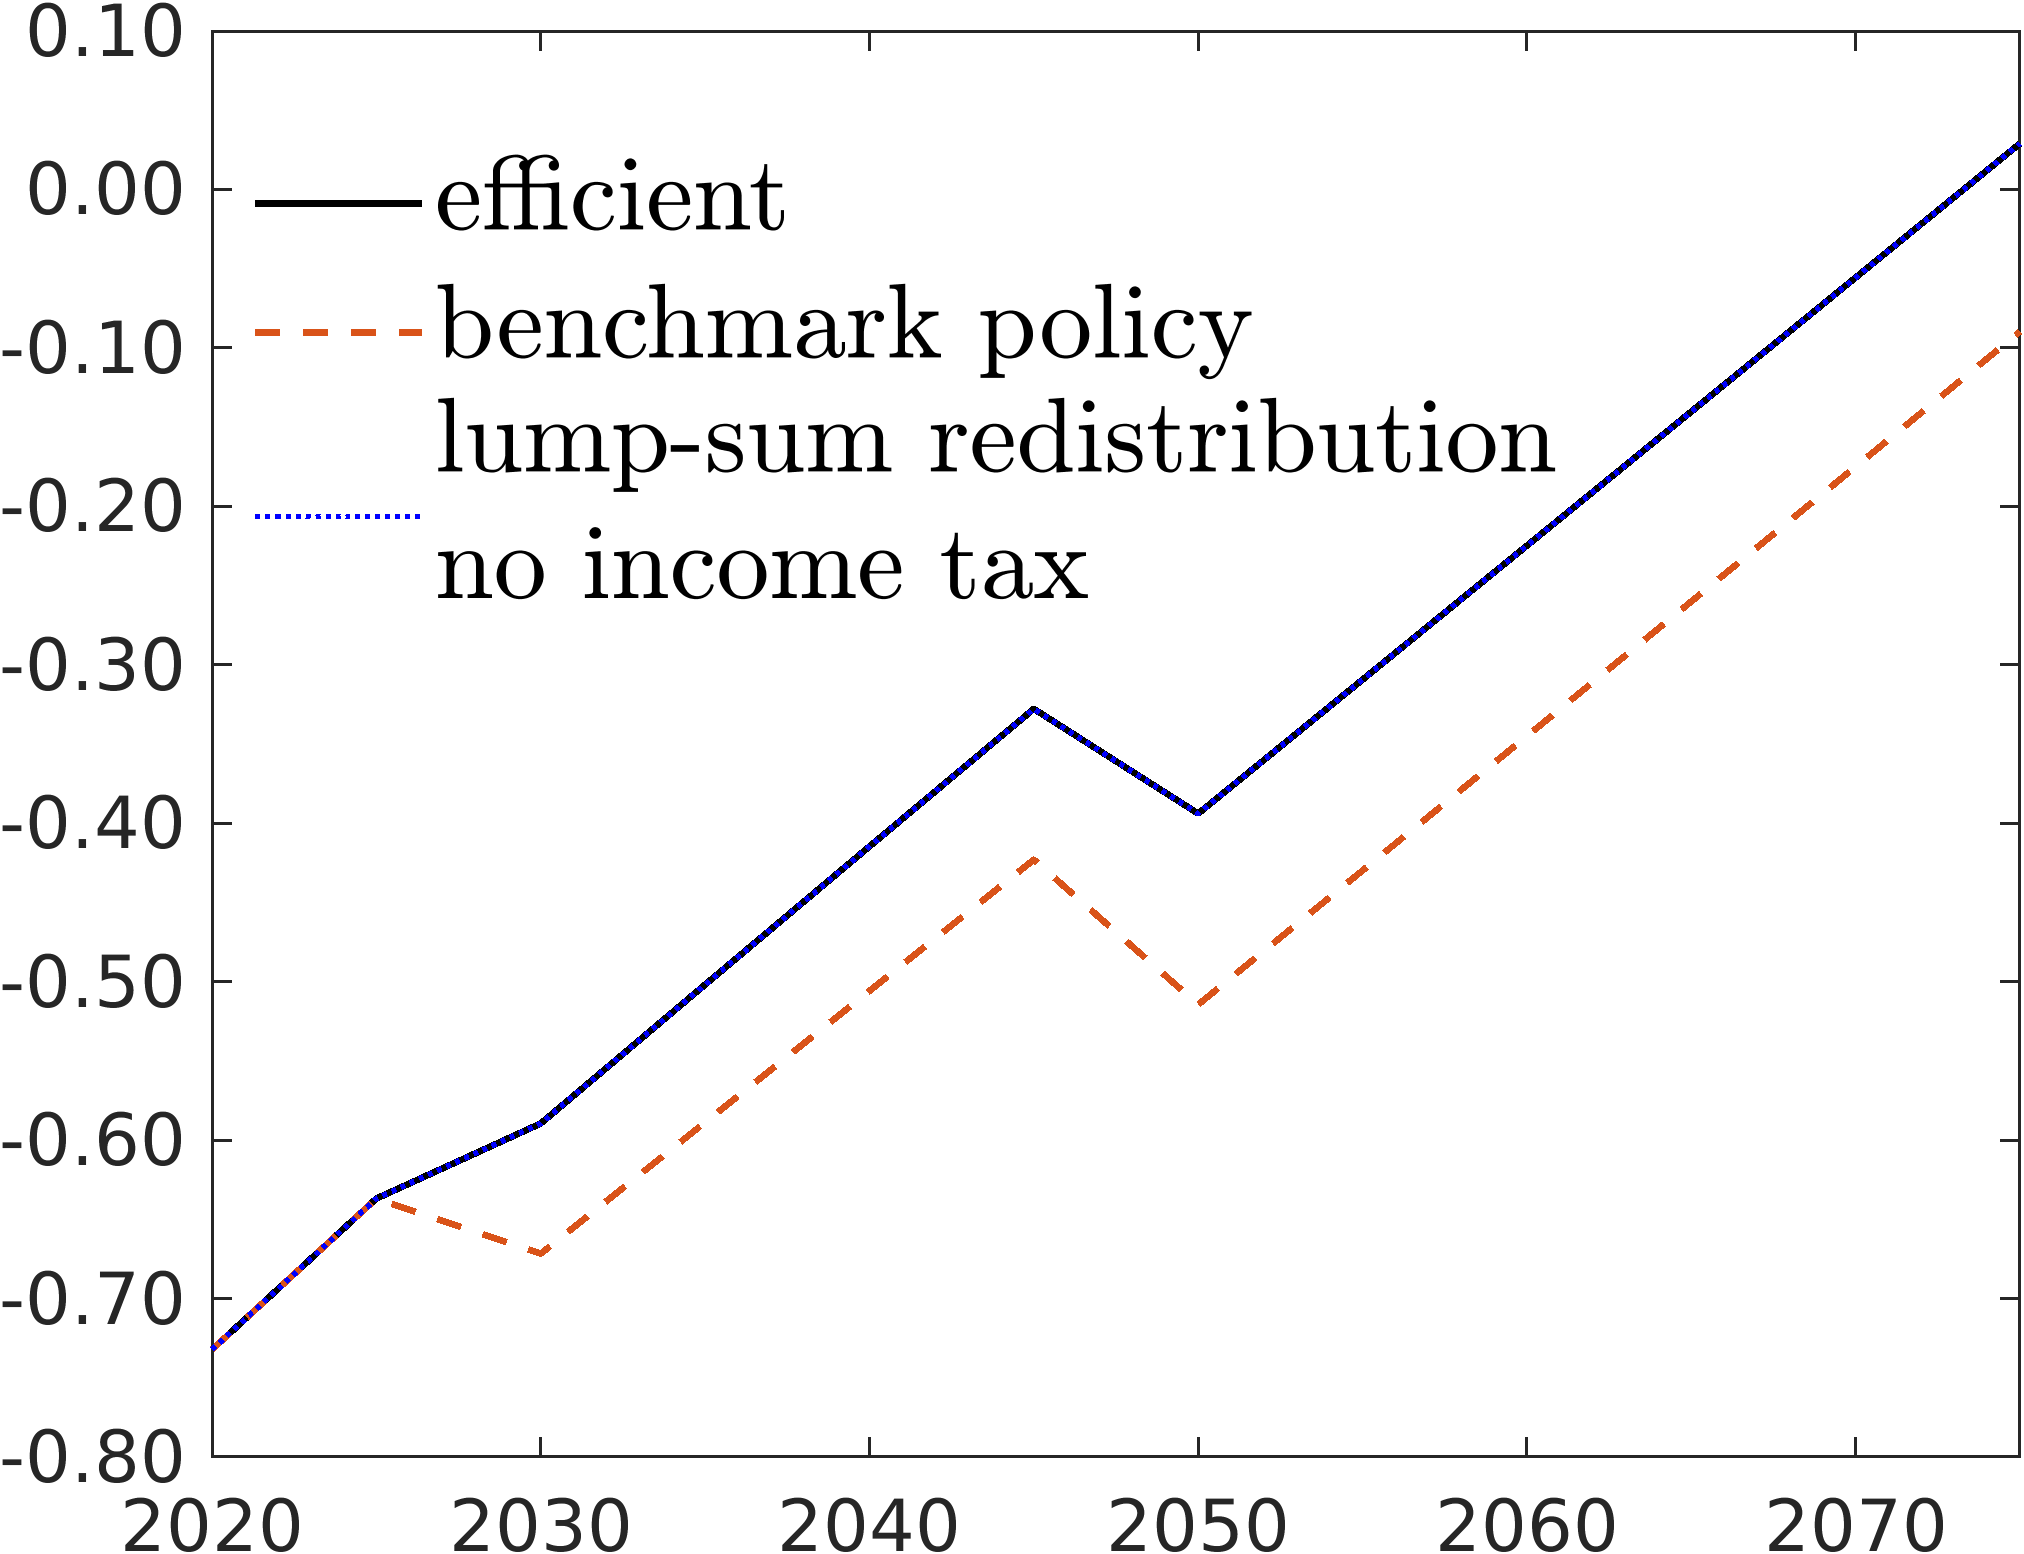 0.10
0.00
-0.10
-0.20
-0.30
-0.40
-0.50
-0.60
-0.70
-0.80
efficient
benchmark policy
lump-sum redistribution
no income tax
2020 2030 2040 2050 2060 2070